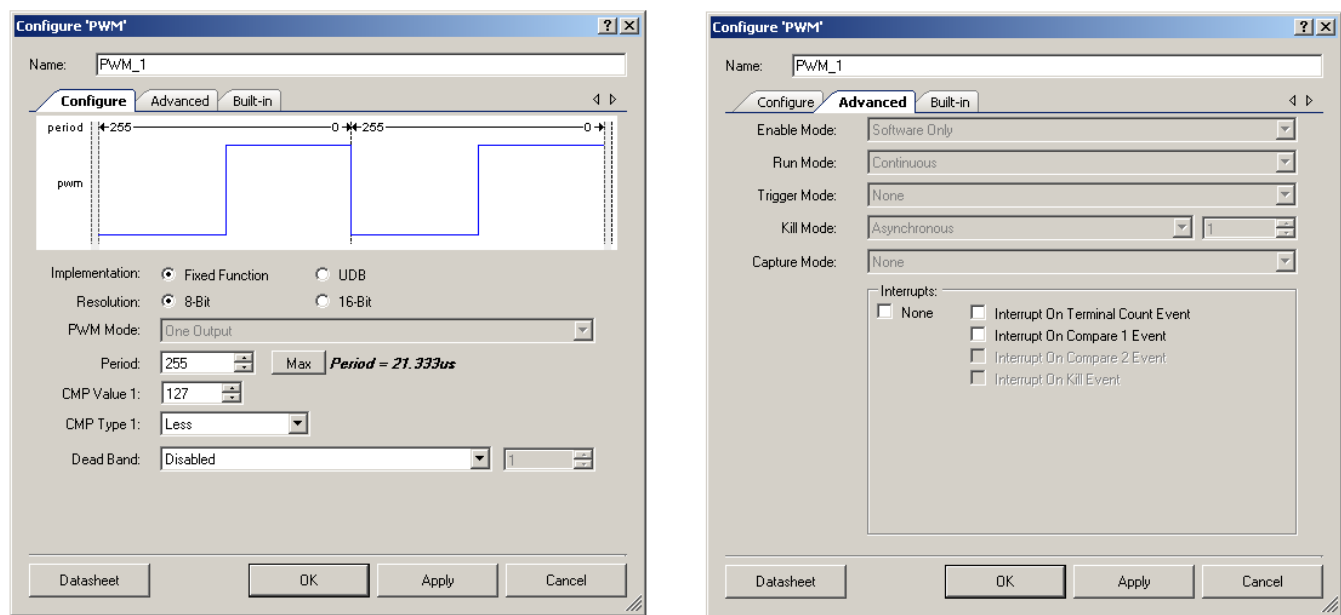 Configure 'PWM'
Name: PWM_1
Configure Advanced Built-in
period 255 0 255 0
pwm
Implementation: Fixed Function UDB
Resolution: 8-Bit 16-Bit
PWM Mode: One Output
Period: 255 Max Period = 21.333us
CMP Value 1: 127
CMP Type 1: Less
Dead Band: Disabled 1
Datasheet OK Apply Cancel
Configure 'PWM'
Name: PWM_1
Configure Advanced Built-in
Enable Mode: Software Only
Run Mode: Continuous
Trigger Mode: None
Kill Mode: Asynchronous 1
Capture Mode: None
Interrupts:
None Interrupt On Terminal Count Event
Interrupt On Compare 1 Event
Interrupt On Compare 2 Event
Interrupt On Kill Event
Datasheet OK Apply Cancel